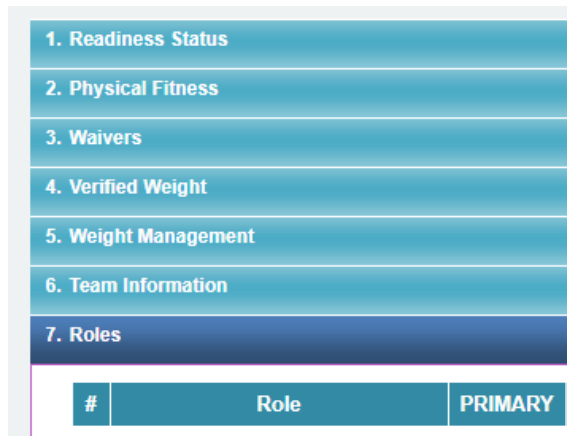 1. Readiness Status
2. Physical Fitness
3. Waivers
4. Verified Weight
5. Weight Management
6. Team Information
7. Roles
# Role PRIMARY